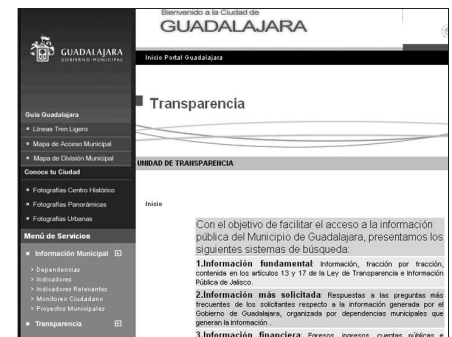 Bienvenido a la Ciudad de
GUADALAJARA
GUADALAJARA
GOBIERNO MUNICIPAL
Inicio Portal Guadalajara
Transparencia
Guía Guadalajara
Líneas Tren Ligero
Mapa de Acceso Municipal
Mapa de División Municipal
Conoce tu Ciudad
Fotografías Centro Histórico
Fotografías Panorámicas
Fotografías Urbanas
Menú de Servicios
Información Municipal
> Dependencias
> Indicadores
> Indicadores Relevantes
> Monitoreo Ciudadano
> Proyectos Municipales
Transparencia
UNIDAD DE TRANSPARENCIA
Inicio
Con el objetivo de facilitar el acceso a la información
pública del Municipio de Guadalajara, presentamos los
siguientes sistemas de búsqueda:
1.Información fundamental: Información, fracción por fracción,
contenida en los artículos 13 y 17 de la Ley de Transparencia e Información
Pública de Jalisco.
2.Información más solicitada: Respuestas a las preguntas más
frecuentes de los solicitantes respecto a la información generada por el
Gobierno de Guadalajara, organizada por dependencias municipales que
generan la información .
3.Información financiera: Egresos, ingresos, cuentas públicas e